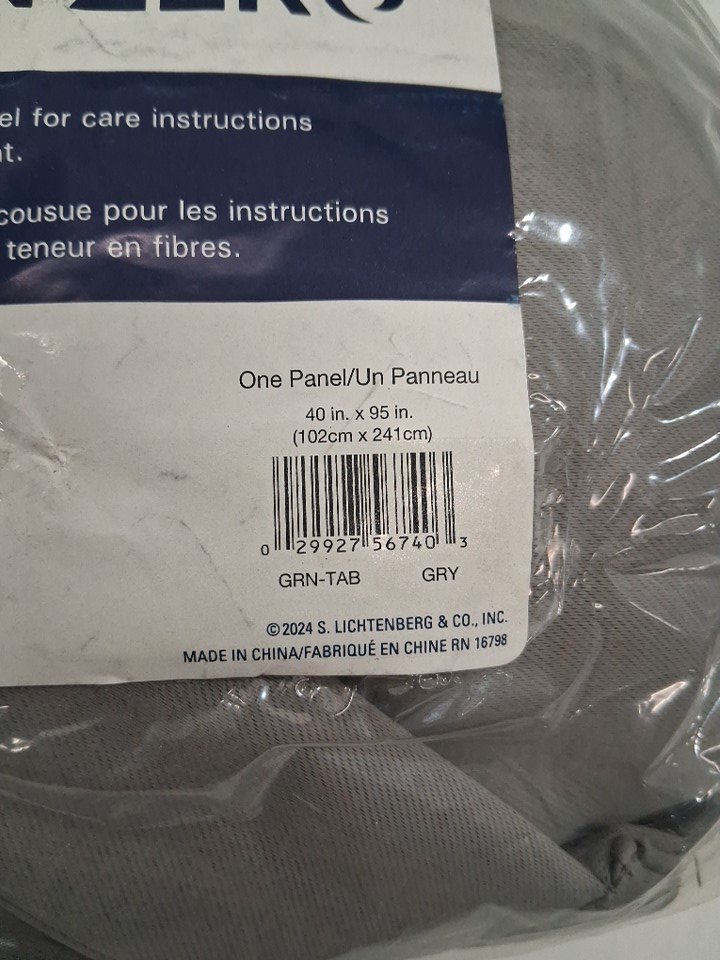 el for care instructions
t.
cousue pour les instructions
teneur en fibres.
One Panel/Un Panneau
40 in. x 95 in.
(102cm x 241cm)
0 29927 56740 3
GRN-TAB GRY
©2024 S. LICHTENBERG & CO., INC.
MADE IN CHINA/FABRIQUÉ EN CHINE RN 16798